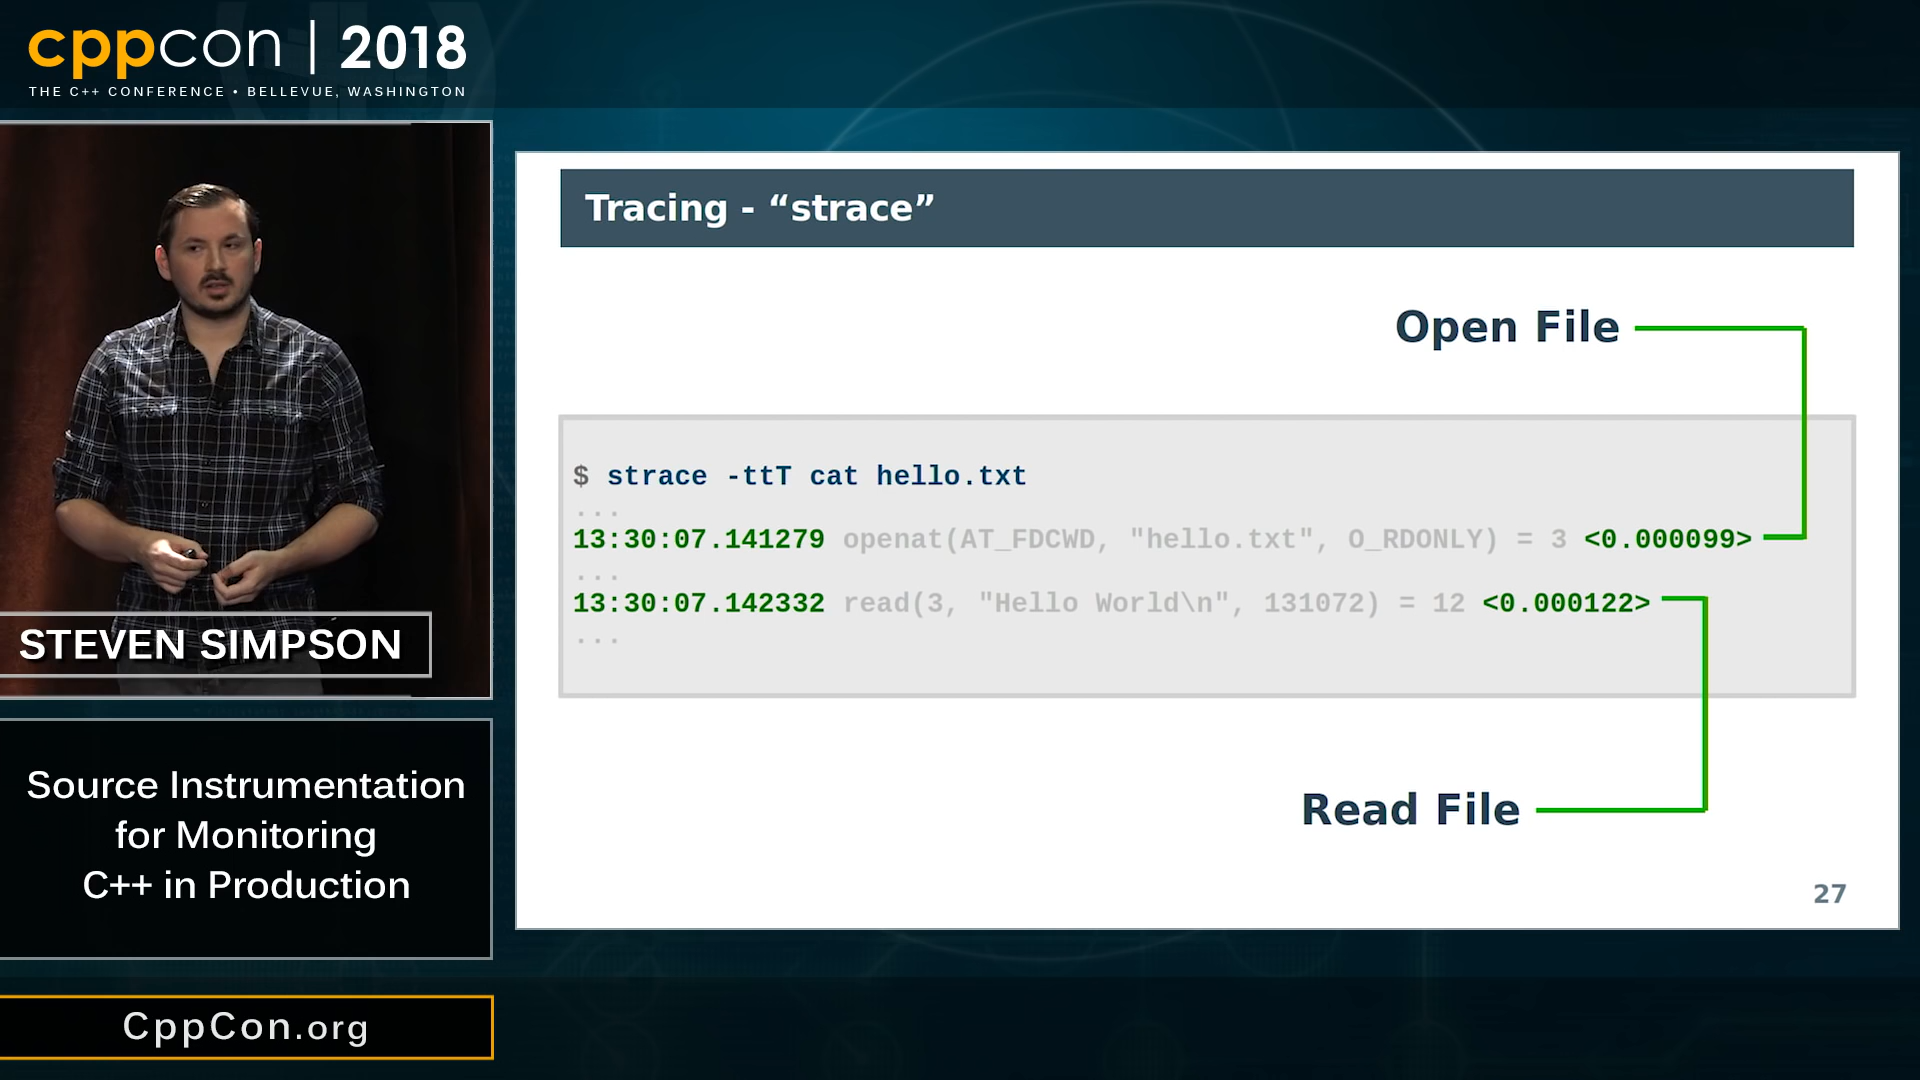 cppcon | 2018
THE C++ CONFERENCE • BELLEVUE, WASHINGTON
STEVEN SIMPSON
Source Instrumentation
for Monitoring
C++ in Production
CppCon.org
Tracing - “strace”
Open File
$ strace -ttT cat hello.txt
...
13:30:07.141279 openat(AT_FDCWD, "hello.txt", O_RDONLY) = 3 <0.000099>
...
13:30:07.142332 read(3, "Hello World\n", 131072) = 12 <0.000122>
...
Read File
27